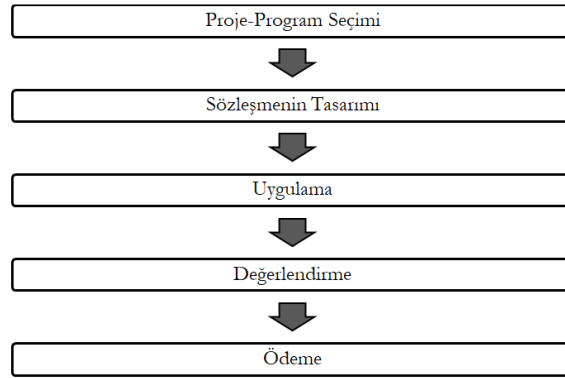 Proje-Program Seçimi
Sözleşmenin Tasarımı
Uygulama
Değerlendirme
Ödeme